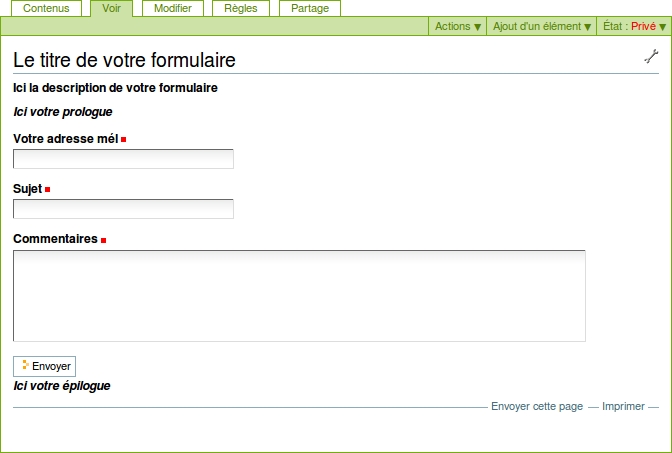 Contenus Voir Modifier Règles Partage
Actions ▼ Ajout d'un élément ▼ État : Privé ▼
Le titre de votre formulaire
Ici la description de votre formulaire
Ici votre prologue
Votre adresse mél
Sujet
Commentaires
Envoyer
Ici votre épilogue
Envoyer cette page — Imprimer —